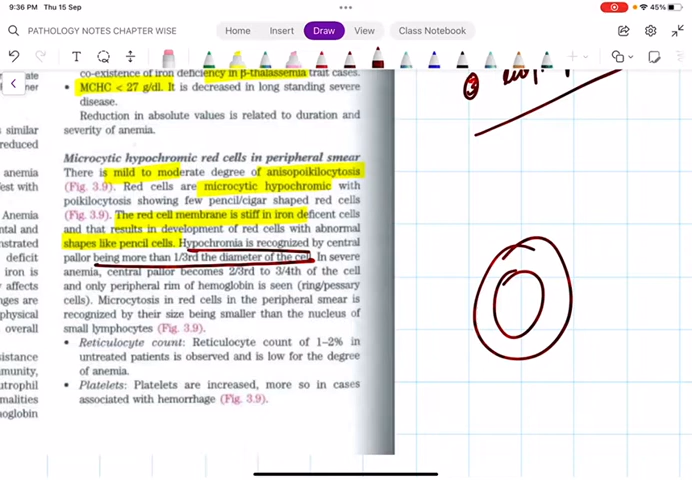 9:36 PM Thu 15 Sep
45%
PATHOLOGY NOTES CHAPTER WISE
Home Insert Draw View Class Notebook
co-existence of iron deficiency in β-thalassemia trait cases.
• MCHC < 27 g/dl. It is decreased in long standing severe
disease.
Reduction in absolute values is related to duration and
severity of anemia.
Microcytic hypochromic red cells in peripheral smear
There is mild to moderate degree of anisopoikilocytosis
(Fig. 3.9). Red cells are microcytic hypochromic with
poikilocytosis showing few pencil/cigar shaped red cells
(Fig. 3.9). The red cell membrane is stiff in iron deficent cells
and that results in development of red cells with abnormal
shapes like pencil cells. Hypochromia is recognized by central
pallor being more than 1/3rd the diameter of the cell. In severe
anemia, central pallor becomes 2/3rd to 3/4th of the cell
and only peripheral rim of hemoglobin is seen (ring/pessary
cells). Microcytosis in red cells in the peripheral smear is
recognized by their size being smaller than the nucleus of
small lymphocytes (Fig. 3.9).
• Reticulocyte count: Reticulocyte count of 1–2% in
untreated patients is observed and is low for the degree
of anemia.
• Platelets: Platelets are increased, more so in cases
associated with hemorrhage (Fig. 3.9).
similar
reduced
anemia
est with
Anemia
ntal and
nstrated
deficit
iron is
affects
nges are
physical
overall
sistance
munity,
utrophil
malities
moglobin